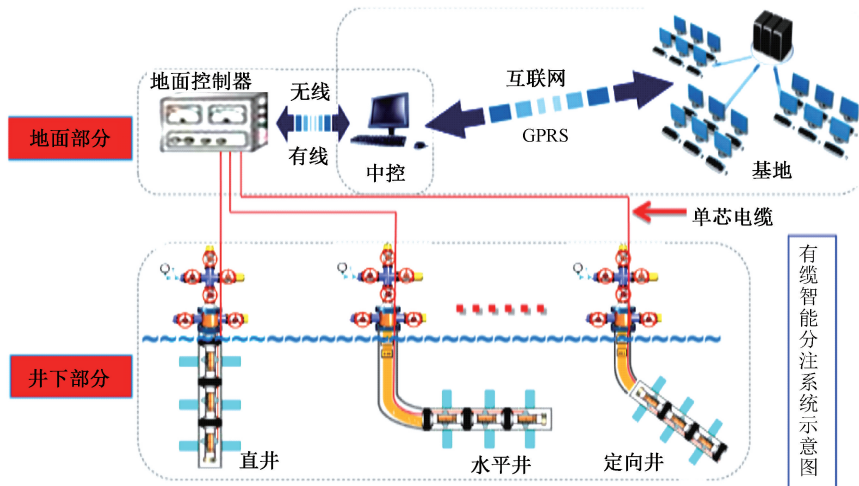 地面控制器
无线
有线
中控
互联网
GPRS
基地
地面部分
单芯电缆
有缆智能分注系统示意图
Q
Q
Q
井下部分
直井
水平井
定向井